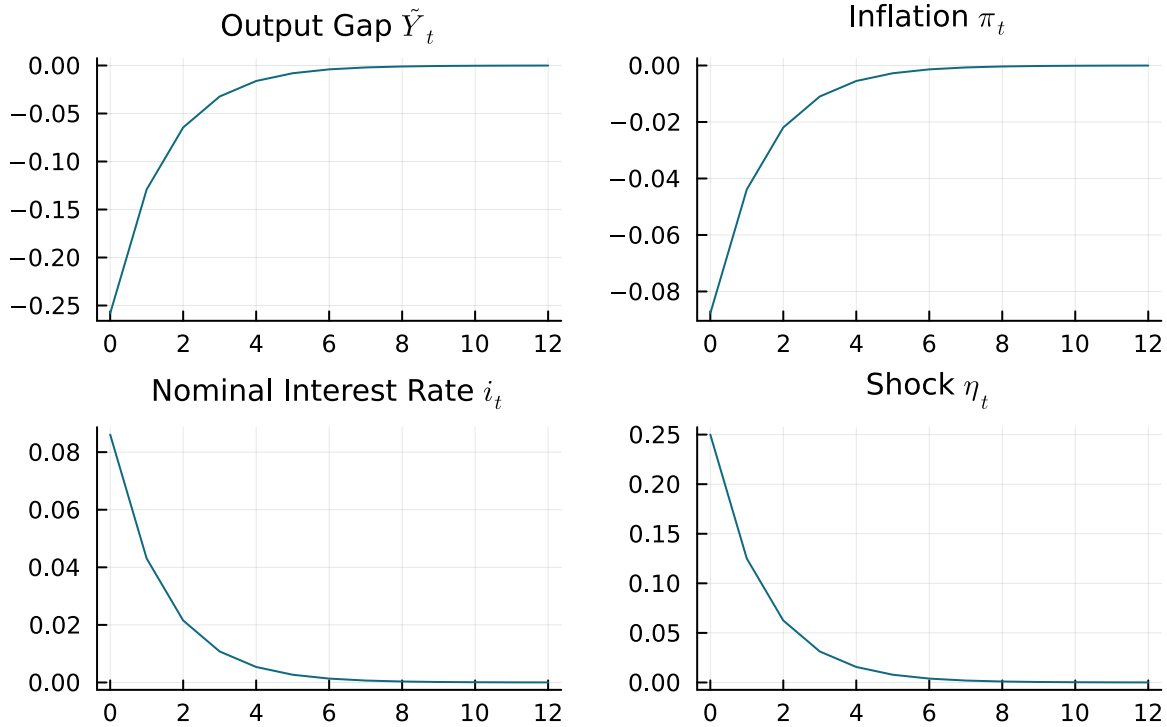 Output Gap Ỹ_t
0.00
−0.05
−0.10
−0.15
−0.20
−0.25
0 2 4 6 8 10 12
Inflation π_t
0.00
−0.02
−0.04
−0.06
−0.08
0 2 4 6 8 10 12
Nominal Interest Rate i_t
0.08
0.06
0.04
0.02
0.00
0 2 4 6 8 10 12
Shock η_t
0.25
0.20
0.15
0.10
0.05
0.00
0 2 4 6 8 10 12